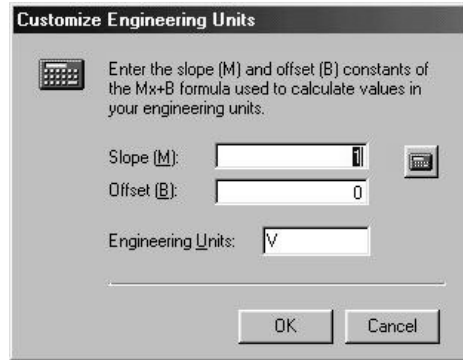 Customize Engineering Units
Enter the slope (M) and offset (B) constants of
the Mx+B formula used to calculate values in
your engineering units.
Slope (M): 1
Offset (B): 0
Engineering Units: V
OK Cancel